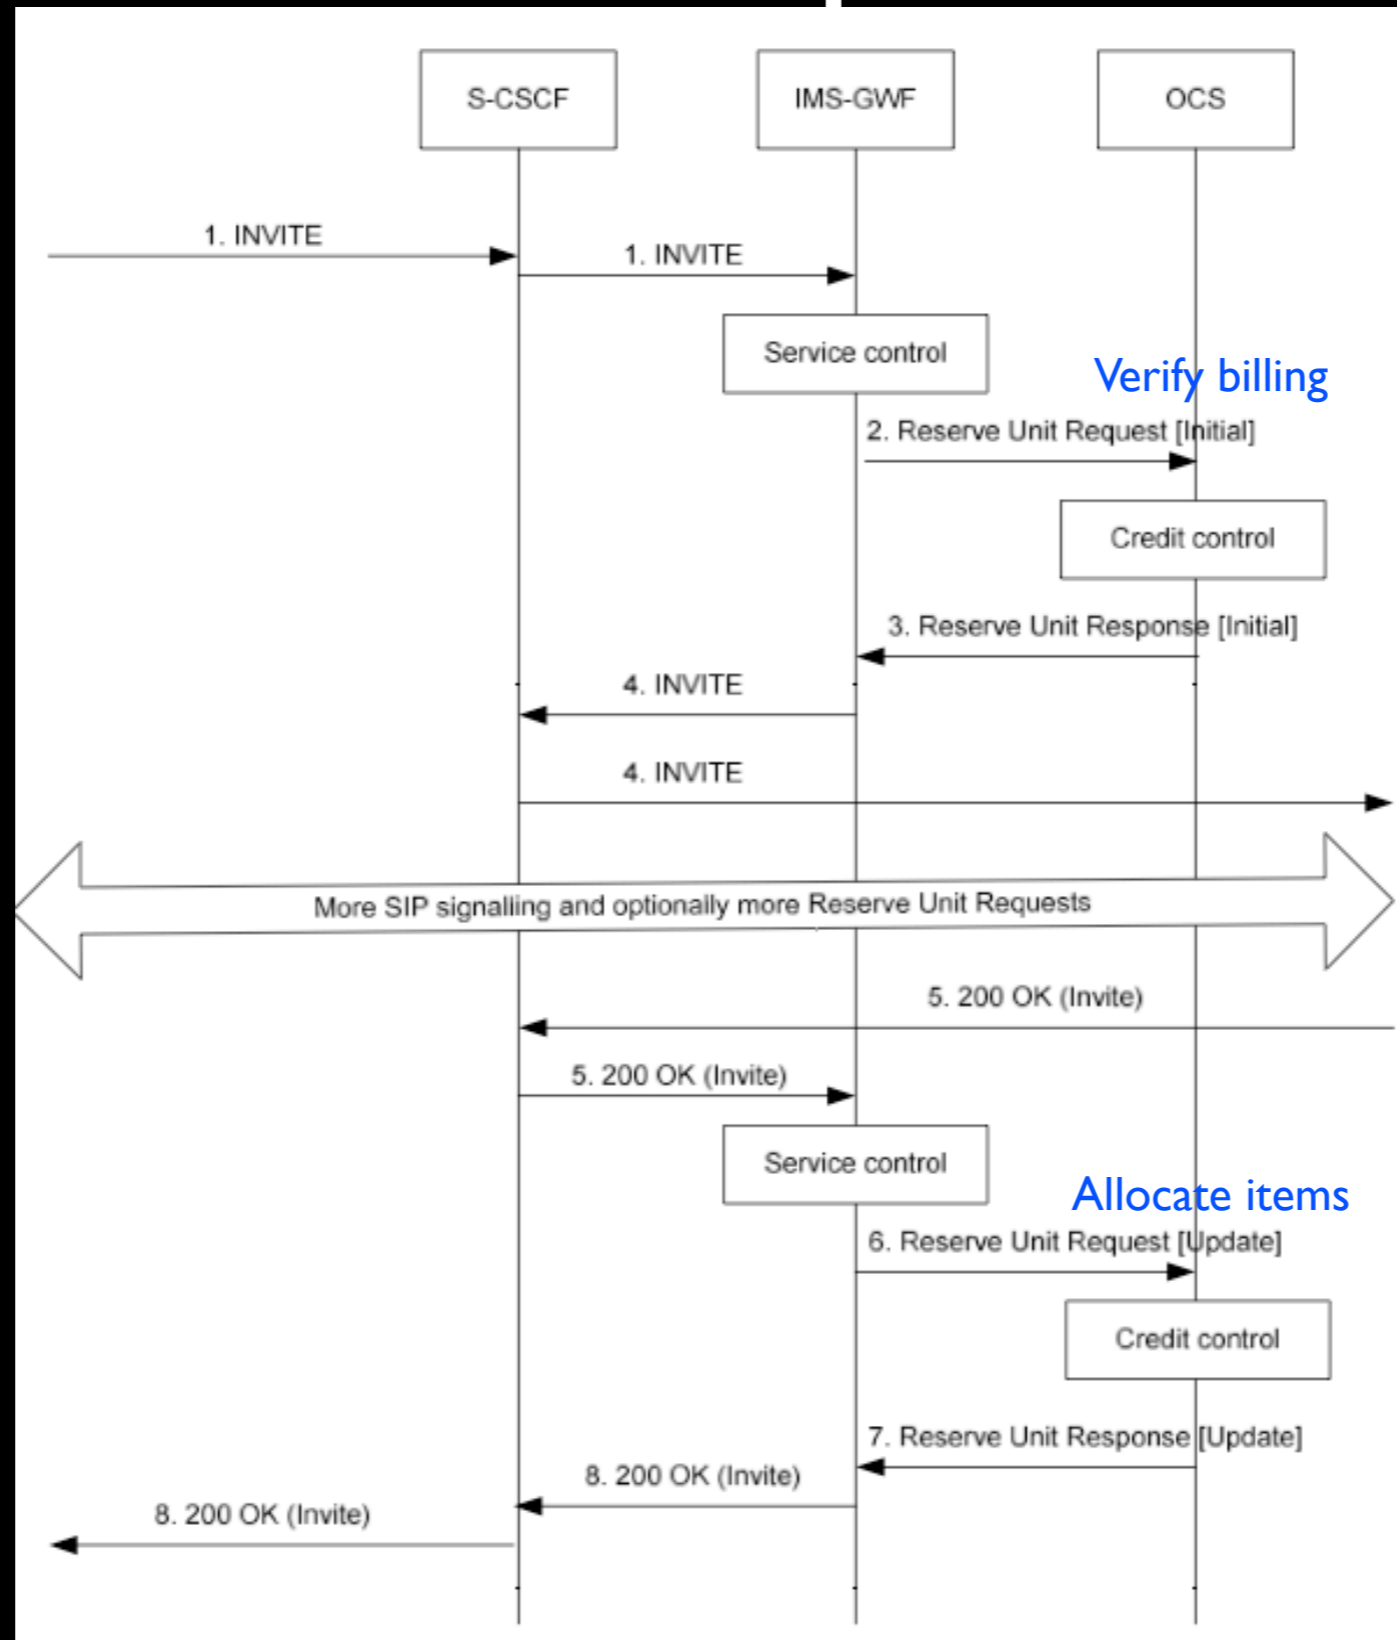 S-CSCF
IMS-GWF
OCS
1. INVITE
1. INVITE
Service control
Verify billing
2. Reserve Unit Request [Initial]
Credit control
3. Reserve Unit Response [Initial]
4. INVITE
4. INVITE
More SIP signalling and optionally more Reserve Unit Requests
5. 200 OK (Invite)
5. 200 OK (Invite)
Service control
Allocate items
6. Reserve Unit Request [Update]
Credit control
7. Reserve Unit Response [Update]
8. 200 OK (Invite)
8. 200 OK (Invite)